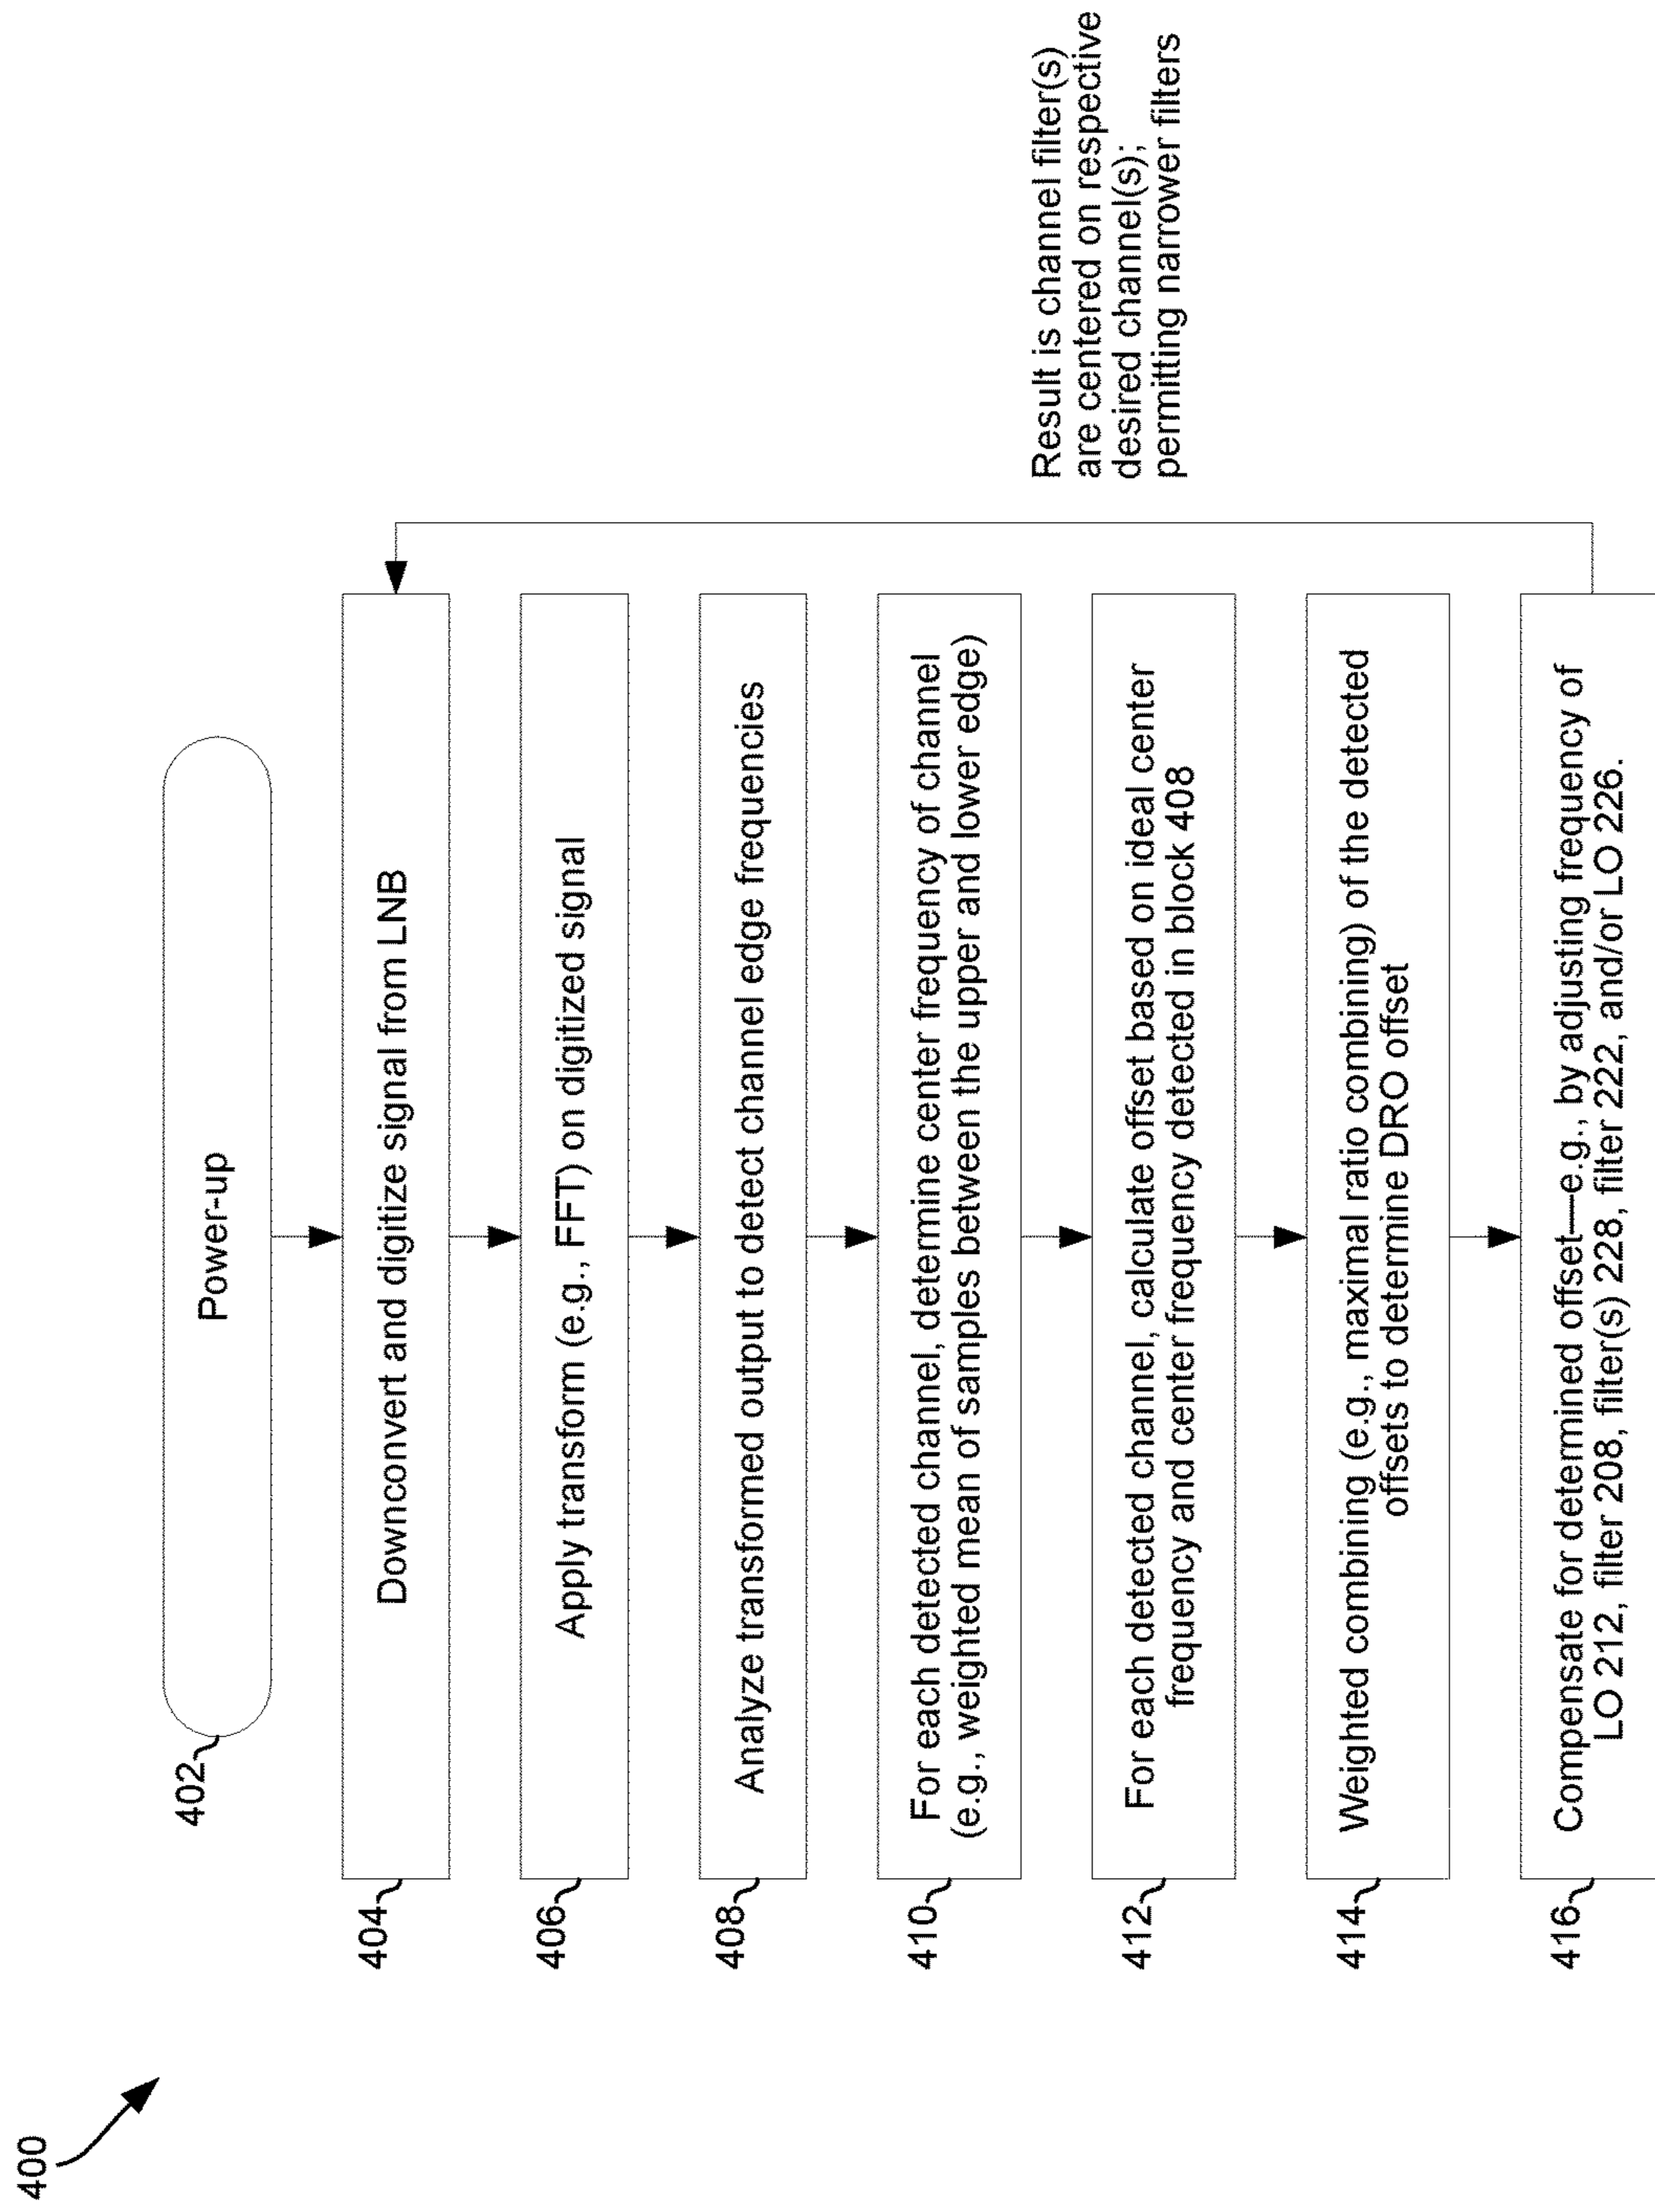 400
402
Power-up
404
Downconvert and digitize signal from LNB
406
Apply transform (e.g., FFT) on digitized signal
408
Analyze transformed output to detect channel edge frequencies
410
For each detected channel, determine center frequency of channel
(e.g., weighted mean of samples between the upper and lower edge)
412
For each detected channel, calculate offset based on ideal center
frequency and center frequency detected in block 408
414
Weighted combining (e.g., maximal ratio combining) of the detected
offsets to determine DRO offset
416
Compensate for determined offset—e.g., by adjusting frequency of
LO 212, filter 208, filter(s) 228, filter 222, and/or LO 226.
Result is channel filter(s)
are centered on respective
desired channel(s);
permitting narrower filters